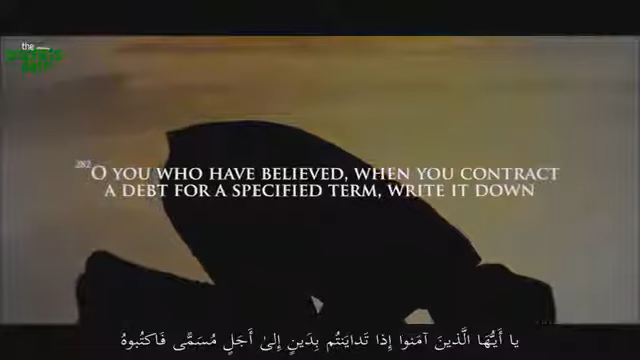 the
282 O YOU WHO HAVE BELIEVED, WHEN YOU CONTRACT
A DEBT FOR A SPECIFIED TERM, WRITE IT DOWN
يا أَيُّهَا الَّذينَ آمَنوا إِذا تَدايَنتُم بِدَينٍ إِلىٰ أَجَلٍ مُسَمًّى فَاكتُبوهُ